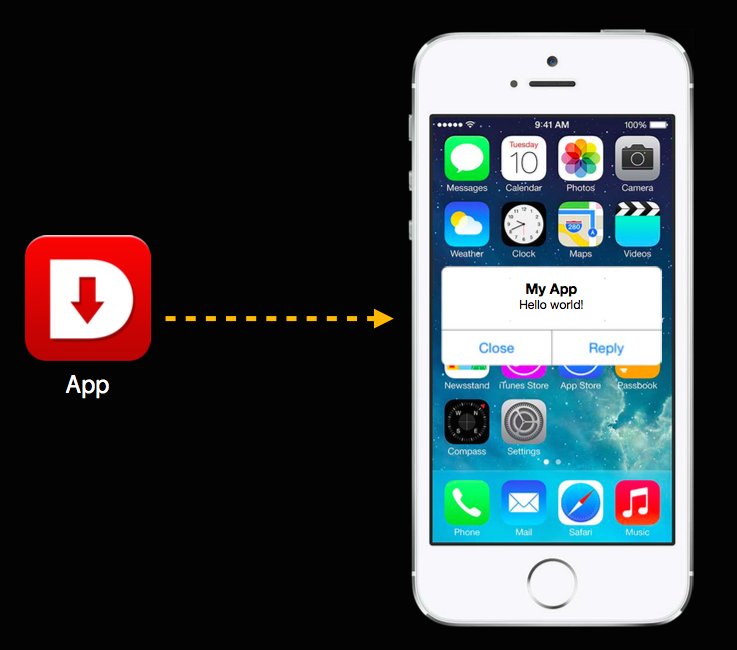 App
9:41 AM 100%
Tuesday
10
Messages Calendar Photos Camera
280 A
Weather Clock Maps Videos
My App
Hello world!
Close Reply
Newsstand iTunes Store App Store Passbook
N
W E
S
Compass Settings
Phone Mail Safari Music